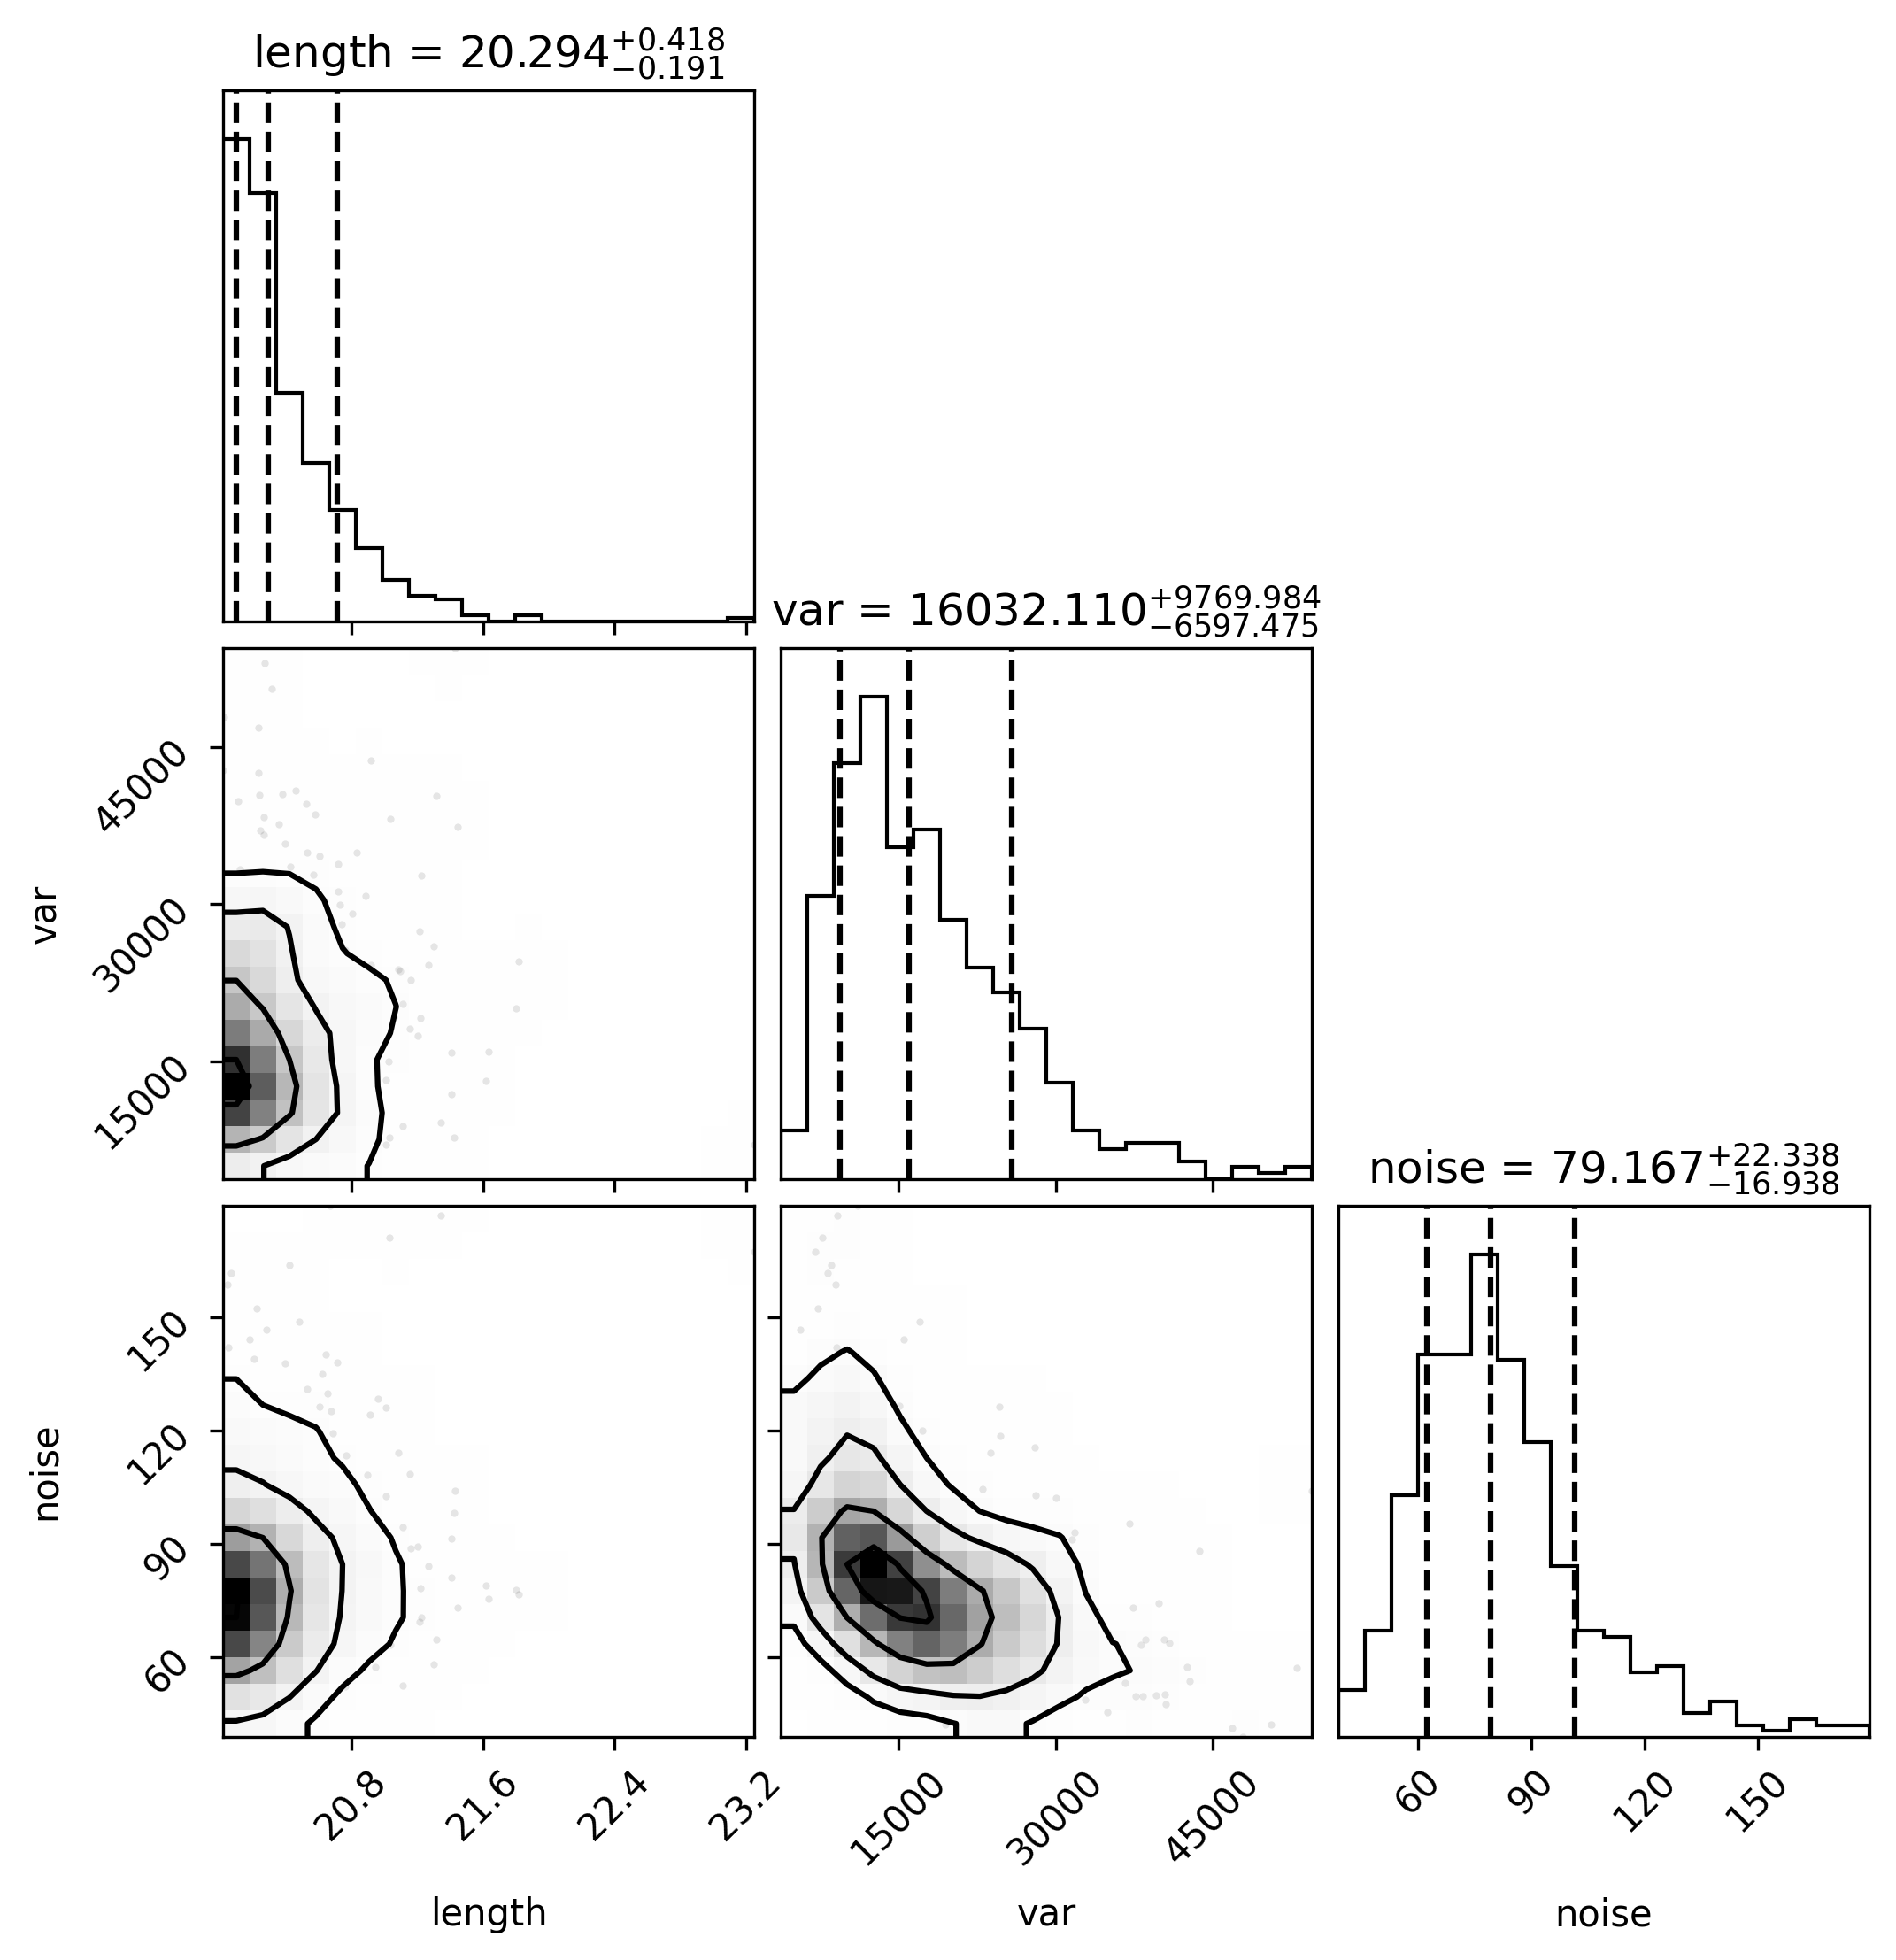 length = 20.294+0.418−0.191
var = 16032.110+9769.984−6597.475
45000
30000
15000
var
noise = 79.167+22.338−16.938
150
120
90
60
noise
20.8 21.6 22.4 23.2 15000 30000 45000 60 90 120 150
length var noise